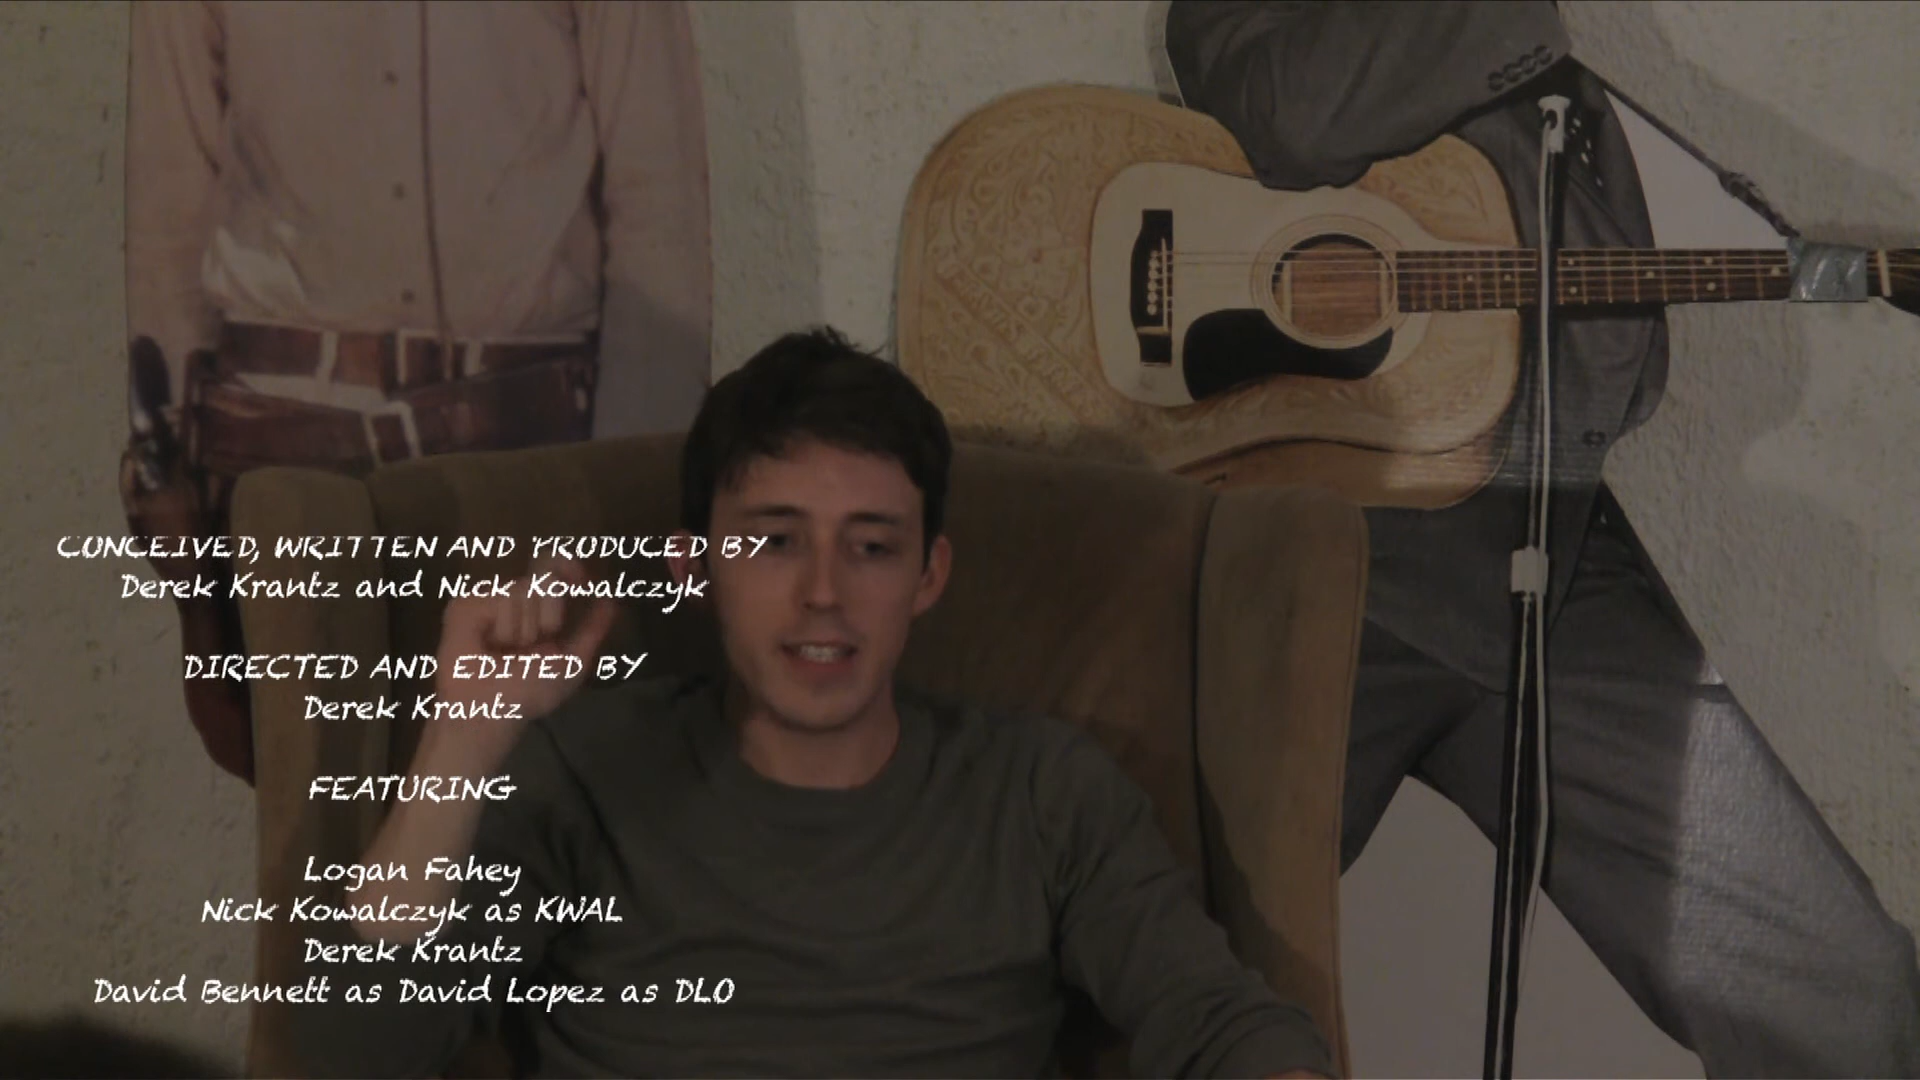 CONCEIVED, WRITTEN AND PRODUCED BY
Derek Krantz and Nick Kowalczyk
DIRECTED AND EDITED BY
Derek Krantz
FEATURING
Logan Fahey
Nick Kowalczyk as KWAL
Derek Krantz
David Bennett as David Lopez as DLO